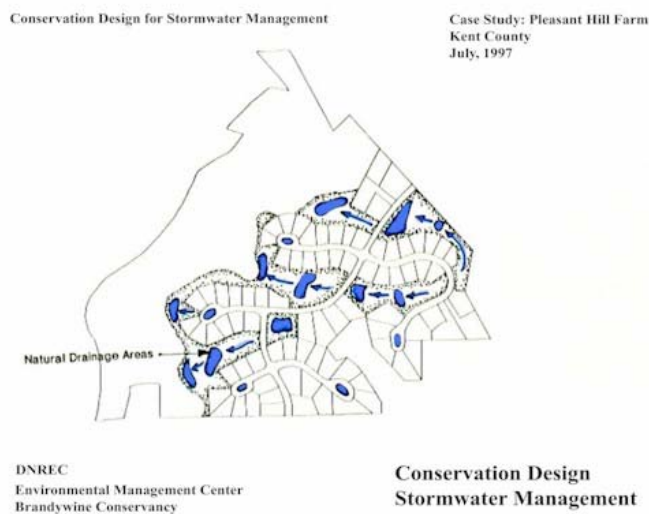 Conservation Design for Stormwater Management
Case Study: Pleasant Hill Farm
Kent County
July, 1997
Natural Drainage Areas
DNREC
Environmental Management Center
Brandywine Conservancy
Conservation Design
Stormwater Management